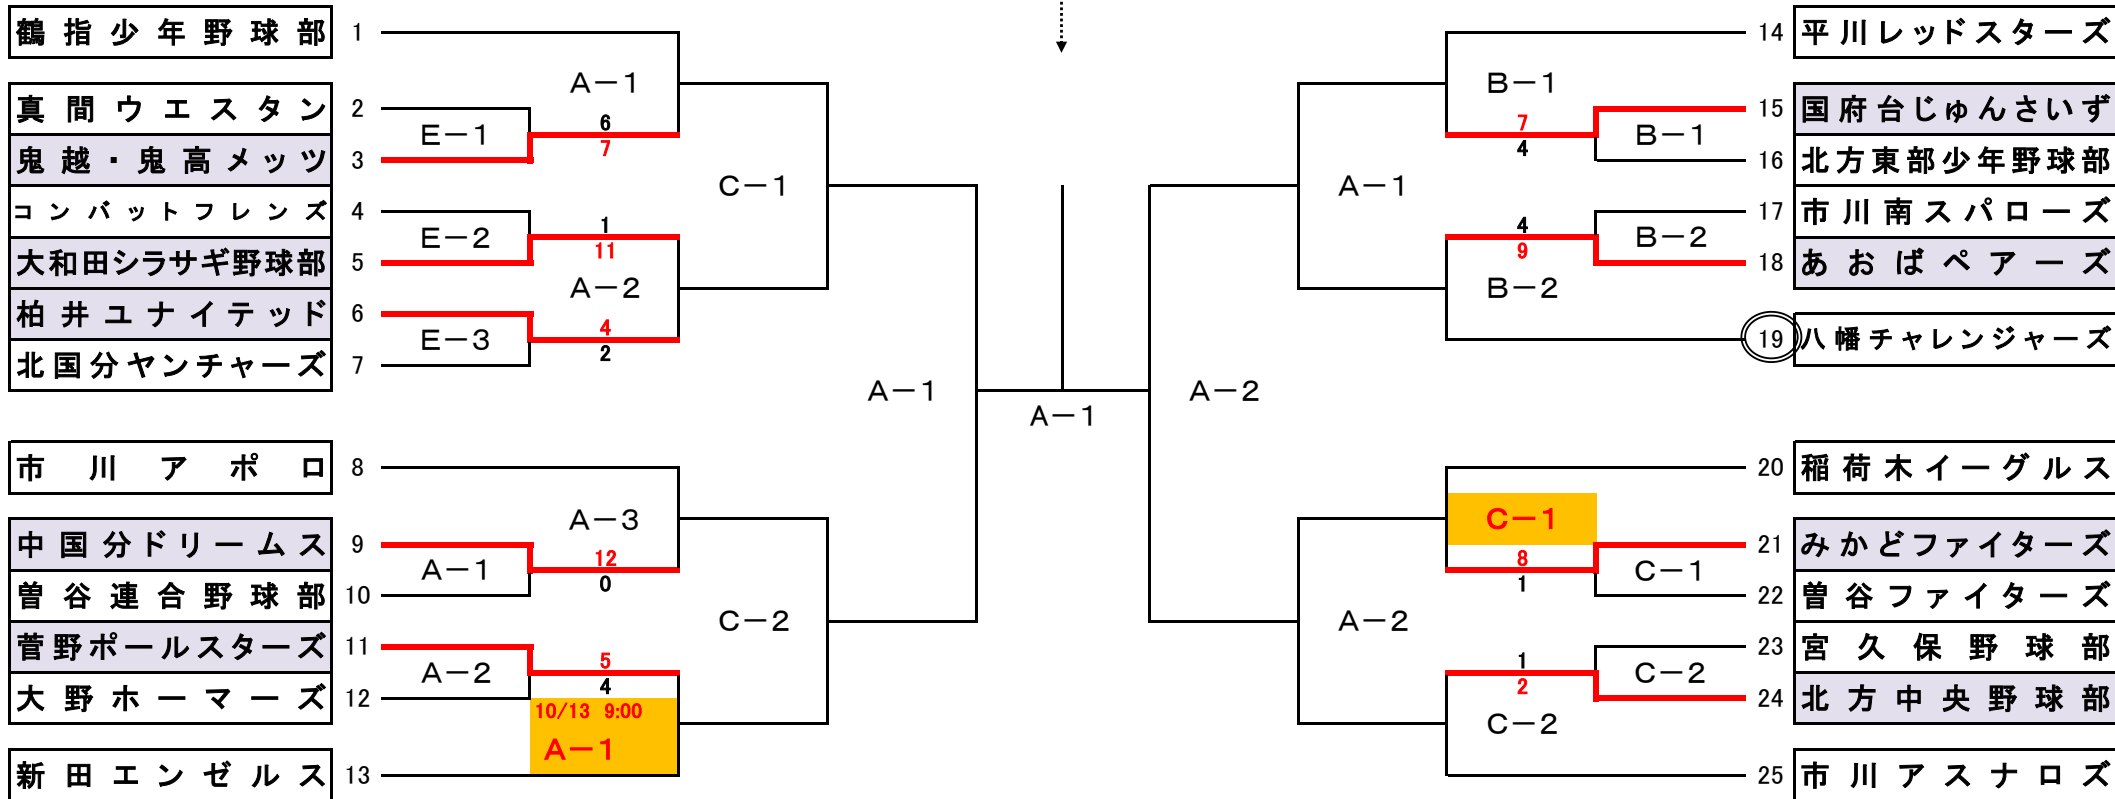 鶴指少年野球部 1
真間ウエスタン 2
鬼越・鬼高メッツ 3
コンバットフレンズ 4
大和田シラサギ野球部 5
柏井ユナイテッド 6
北国分ヤンチャーズ 7
市川アポロ 8
中国分ドリームス 9
曽谷連合野球部 10
菅野ポールスターズ 11
大野ホーマーズ 12
新田エンゼルス 13
E－1
E－2
E－3
A－1
A－2
A－1
6
7
1
11
A－2
4
2
A－3
12
0
5
4
10/13 9:00
A－1
C－1
C－2
A－1
A－1
A－2
A－1
A－2
B－1
7
4
4
9
B－2
C－1
8
1
1
2
C－2
B－1
B－2
C－1
C－2
14 平川レッドスターズ
15 国府台じゅんさいず
16 北方東部少年野球部
17 市川南スパローズ
18 あおばペアーズ
19 八幡チャレンジャーズ
20 稲荷木イーグルス
21 みかどファイターズ
22 曽谷ファイターズ
23 宮久保野球部
24 北方中央野球部
25 市川アスナロズ